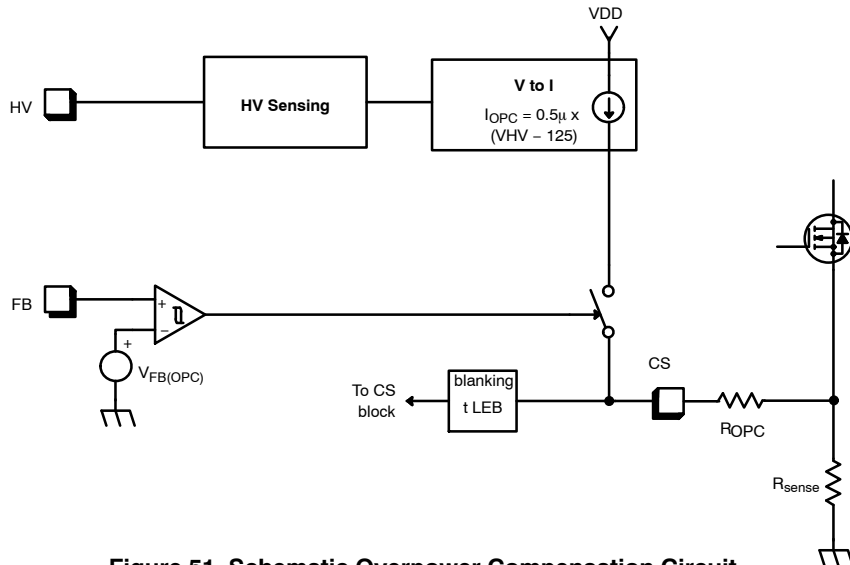 VDD
HV
HV Sensing
V to I
IOPC = 0.5μ x
(VHV − 125)
FB
+
−
+
VFB(OPC)
To CS
block
blanking
t LEB
CS
ROPC
Rsense
Figure 51. Schematic Overpower Compensation Circuit